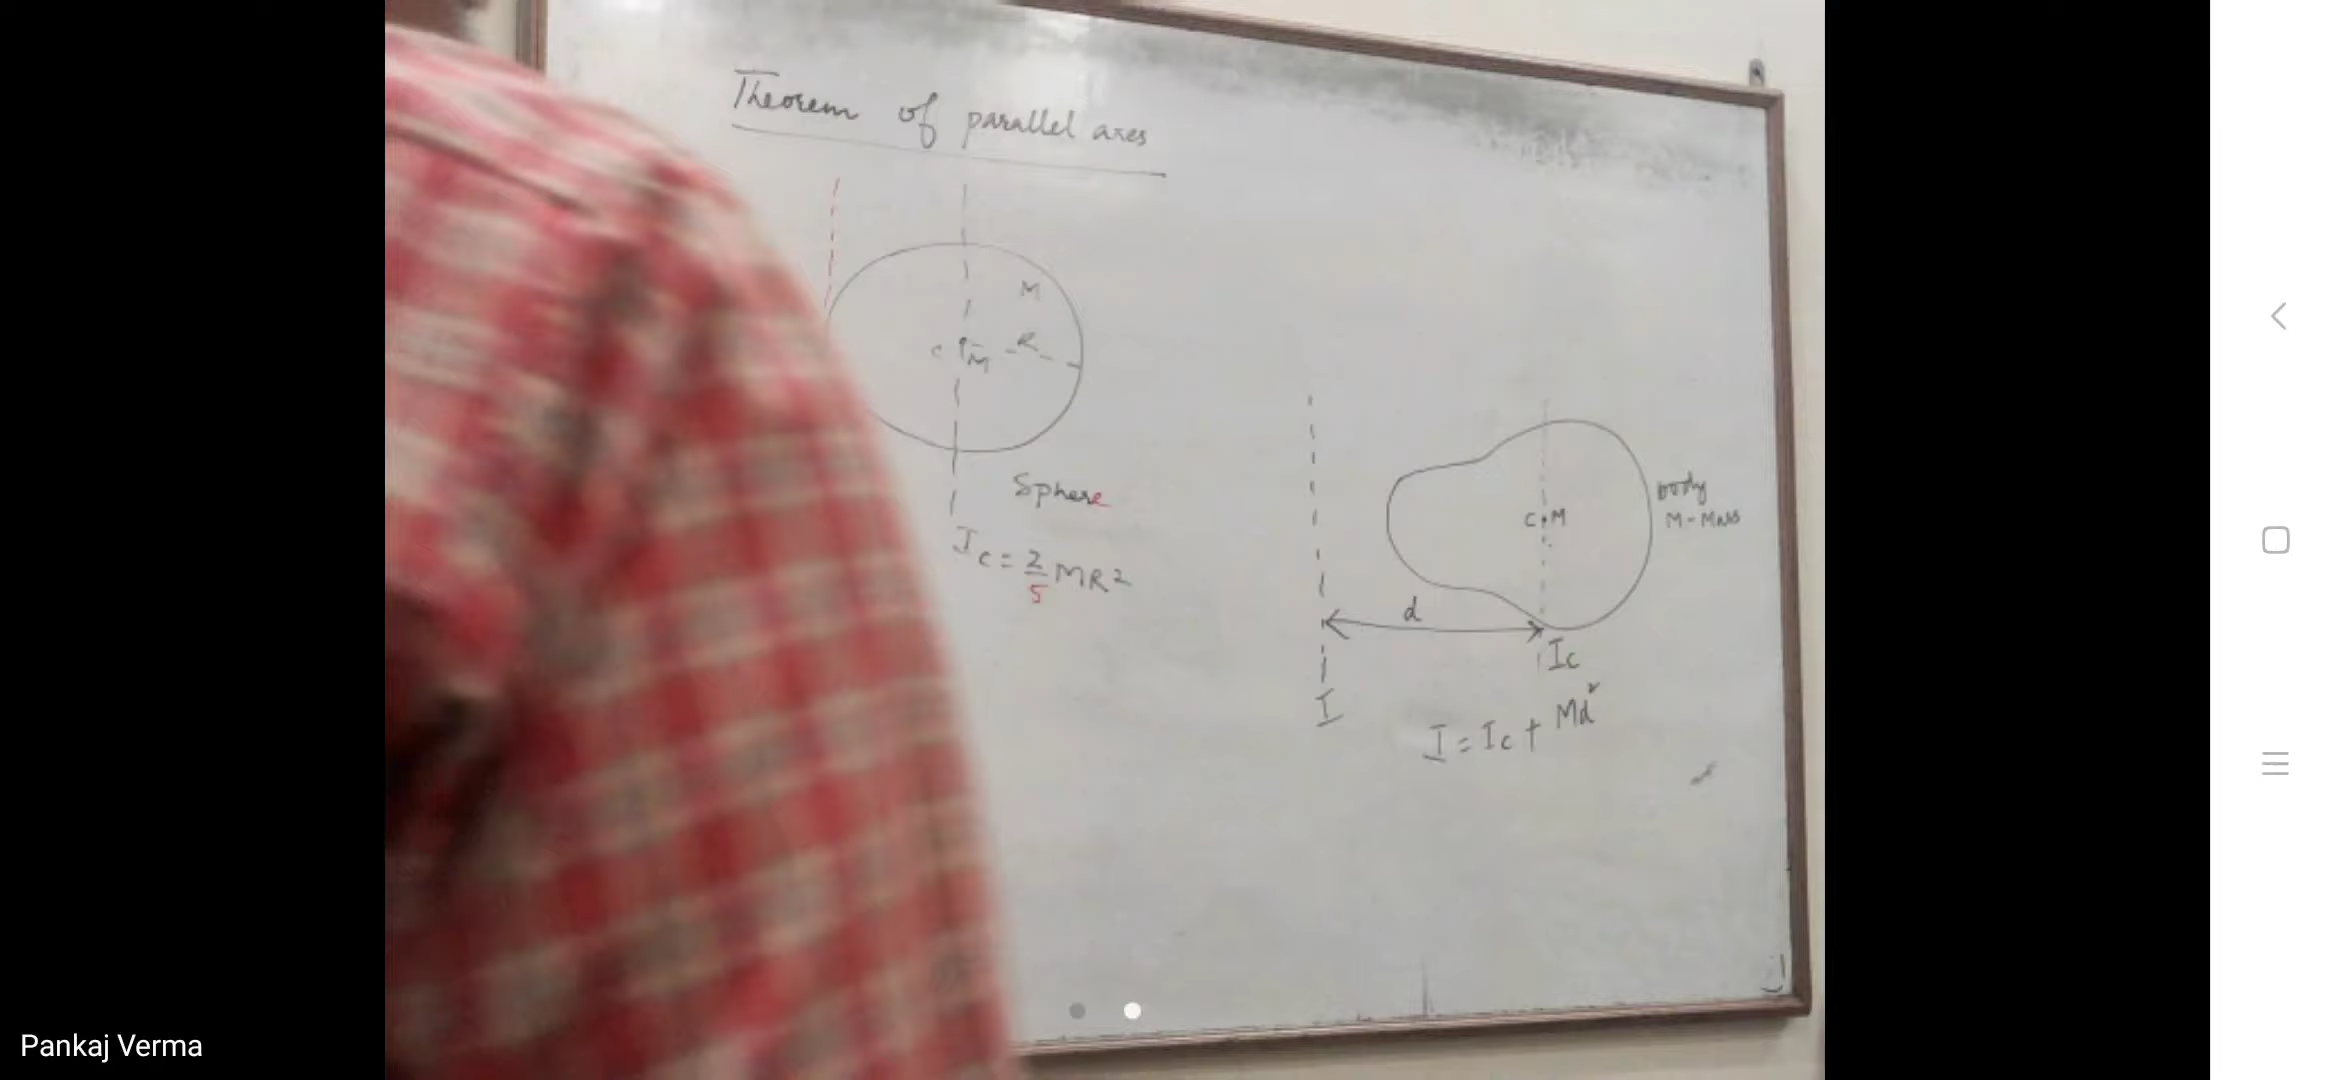 Theorem of parallel axes
M
R
C M
Sphere
Ic = 2/5 MR²
C M
body
M - Mass
d
Ic
I
I = Ic + Md²
Pankaj Verma